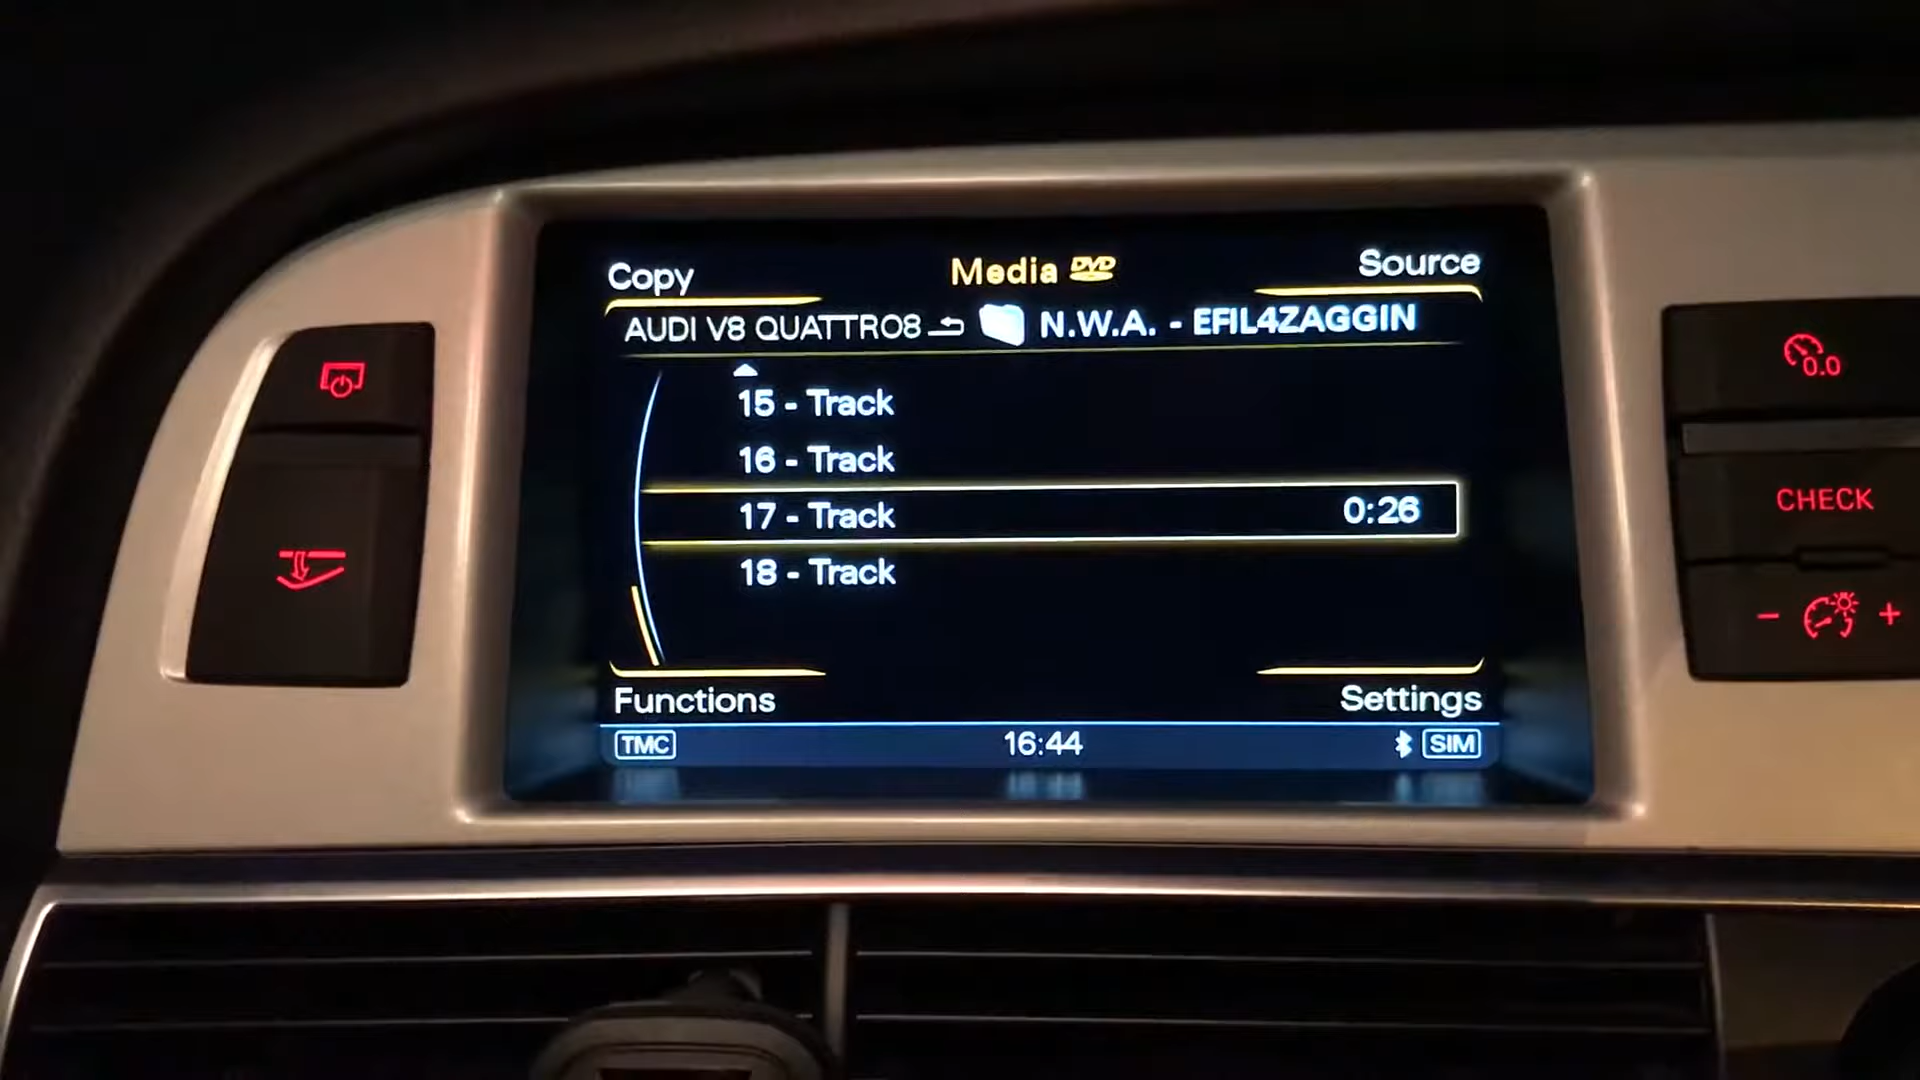 Copy Media DVD Source
AUDI V8 QUATTRO8 N.W.A. - EFIL4ZAGGIN
15 - Track
16 - Track
17 - Track 0:26
18 - Track
Functions Settings
TMC 16:44 SIM
0.0
CHECK
- +